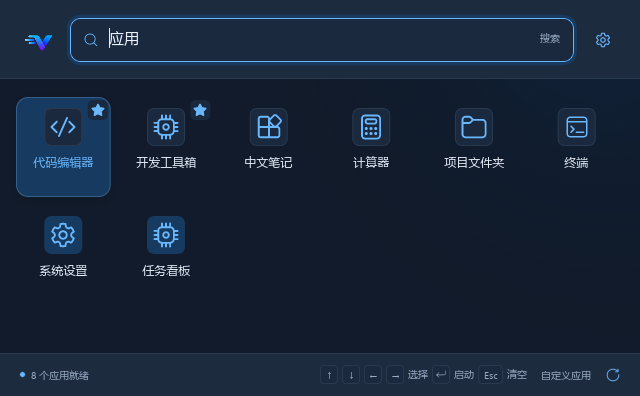 应用 搜索
代码编辑器 开发工具箱 中文笔记 计算器 项目文件夹 终端
系统设置 任务看板
8 个应用就绪 ↑ ↓ ← → 选择 ↵ 启动 Esc 清空 自定义应用